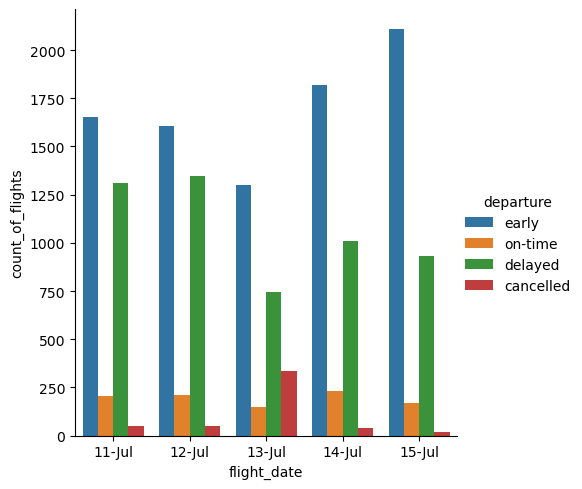 2000
1750
1500
1250
1000
750
500
250
0
count_of_flights
11-Jul 12-Jul 13-Jul 14-Jul 15-Jul
flight_date
departure
early
on-time
delayed
cancelled